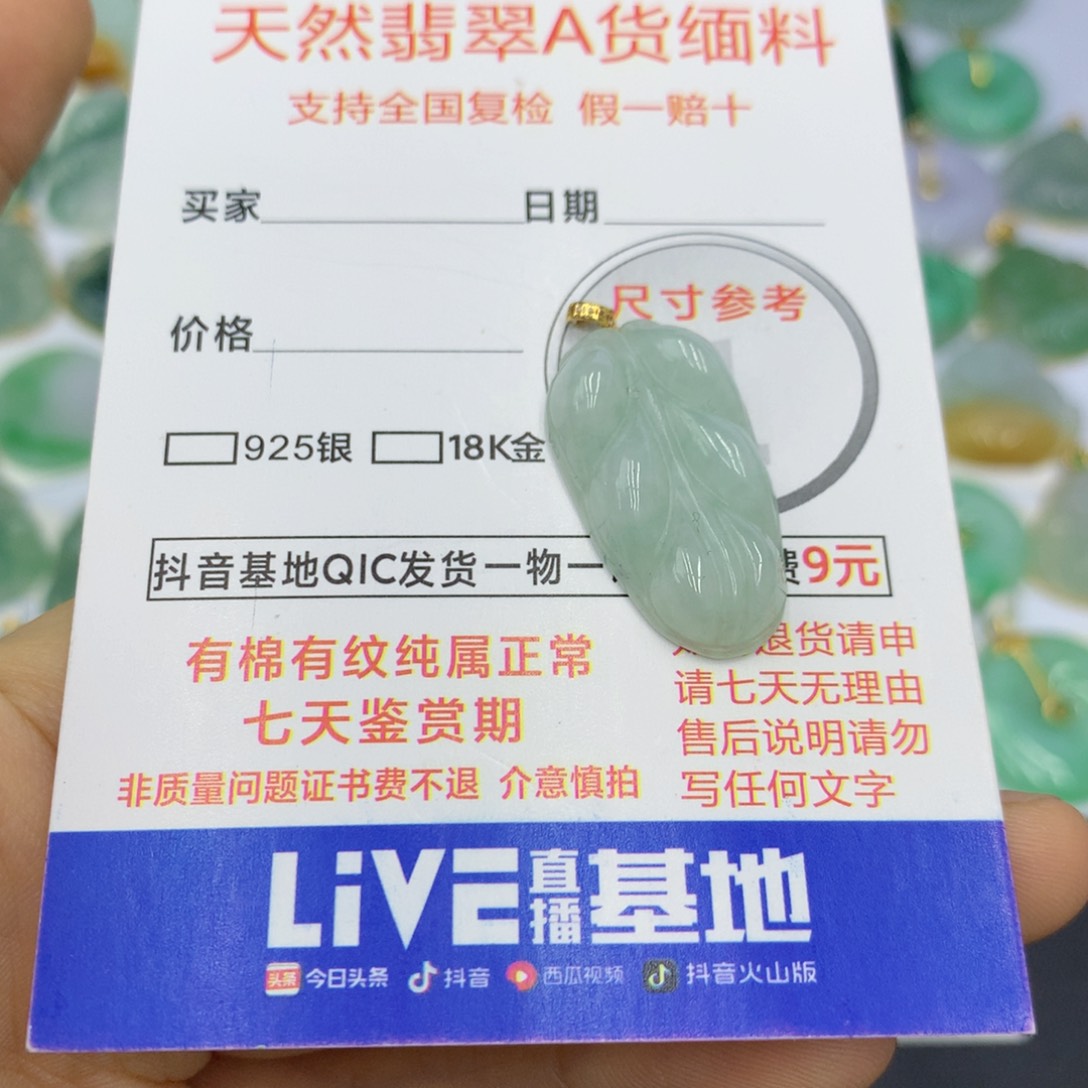 天然翡翠A货缅料
支持全国复检 假一赔十
买家 日期
价格
尺寸参考
925银 18K金
抖音基地QIC发货一物一 费9元
有棉有纹纯属正常
七天鉴赏期
非质量问题证书费不退 介意慎拍
退货请申
请七天无理由
售后说明请勿
写任何文字
LiVE直播基地
头条 今日头条 抖音 西瓜视频 抖音火山版